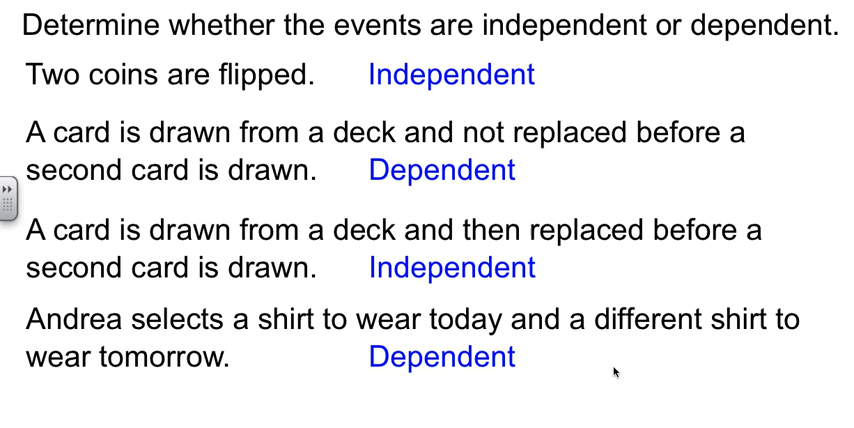 Determine whether the events are independent or dependent.
Two coins are flipped. Independent
A card is drawn from a deck and not replaced before a
second card is drawn. Dependent
A card is drawn from a deck and then replaced before a
second card is drawn. Independent
Andrea selects a shirt to wear today and a different shirt to
wear tomorrow. Dependent